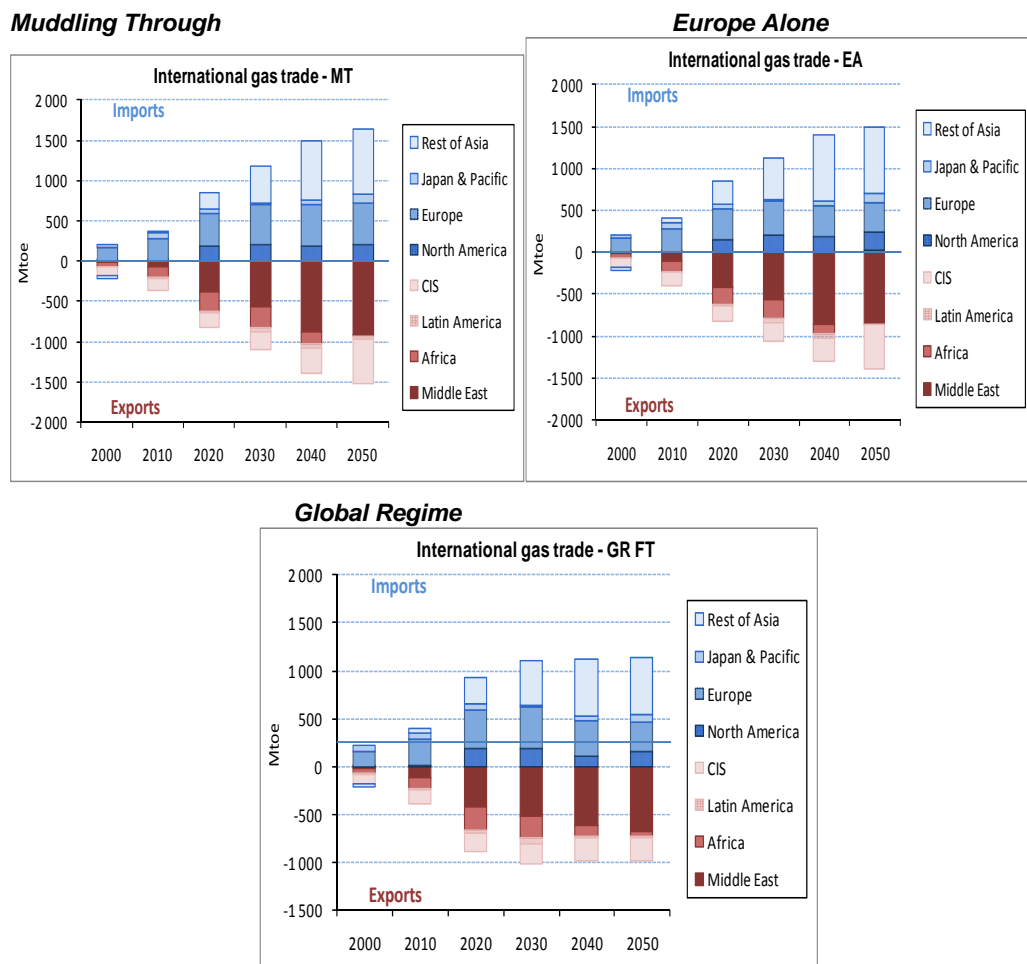 Muddling Through
Europe Alone
International gas trade - MT
2 000
1 500
1 000
500
0
-500
-1 000
-1 500
-2 000
Mtoe
Imports
Exports
2000 2010 2020 2030 2040 2050
Rest of Asia
Japan & Pacific
Europe
North America
CIS
Latin America
Africa
Middle East
International gas trade - EA
2 000
1 500
1 000
500
0
-500
-1 000
-1 500
-2 000
Mtoe
Imports
Exports
2000 2010 2020 2030 2040 2050
Rest of Asia
Japan & Pacific
Europe
North America
CIS
Latin America
Africa
Middle East
Global Regime
International gas trade - GR FT
2 000
1 500
1 000
500
0
-500
-1 000
-1 500
Mtoe
Imports
Exports
2000 2010 2020 2030 2040 2050
Rest of Asia
Japan & Pacific
Europe
North America
CIS
Latin America
Africa
Middle East